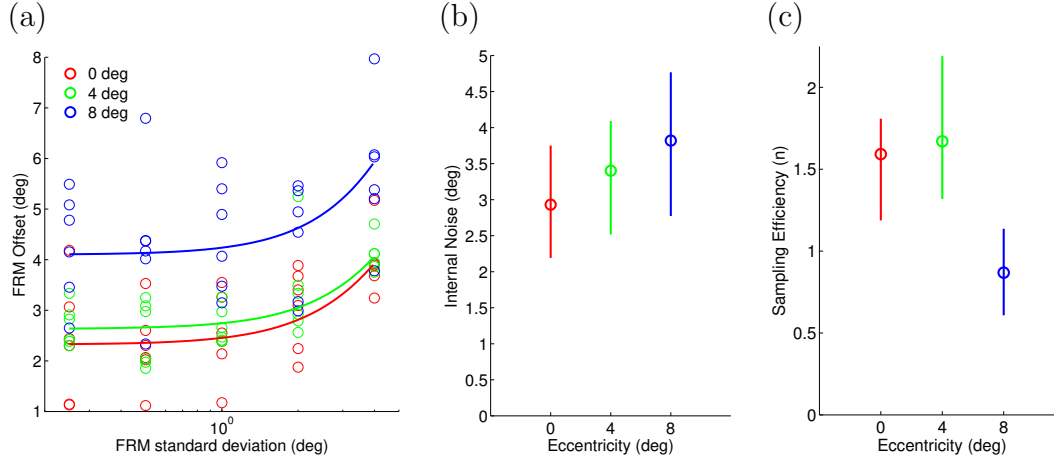 (a)
8
7
6
5
4
3
2
1
FRM Offset (deg)
0 deg
4 deg
8 deg
10⁰
FRM standard deviation (deg)
(b)
5
4.5
4
3.5
3
2.5
2
1.5
1
0.5
0
Internal Noise (deg)
0 4 8
Eccentricity (deg)
(c)
2
1.5
1
0.5
0
Sampling Efficiency (n)
0 4 8
Eccentricity (deg)